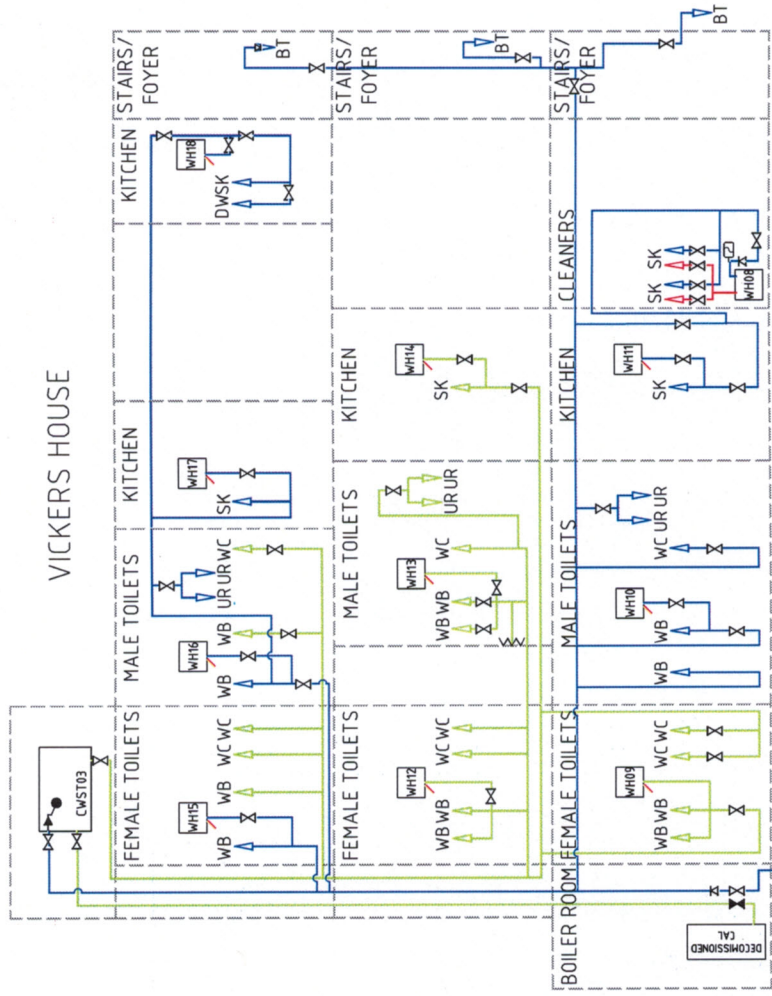 VICKERS HOUSE
CWST03
FEMALE TOILETS
WB
WH15
WB
WC
WC
MALE TOILETS
WB
WH16
WB
UR
UR
WC
KITCHEN
SK
WH17
KITCHEN
DW
SK
WH18
STAIRS/
FOYER
BT
FEMALE TOILETS
WB
WB
WH12
WC
WC
MALE TOILETS
WB
WB
WH13
WC
UR
UR
KITCHEN
SK
WH14
STAIRS/
FOYER
BT
BOILER ROOM
DECOMISSIONED
CAL
FEMALE TOILETS
WB
WB
WH09
WC
WC
MALE TOILETS
WB
WB
WH10
WC
UR
UR
KITCHEN
SK
WH11
CLEANERS
SK
SK
WH08
STAIRS/
FOYER
BT